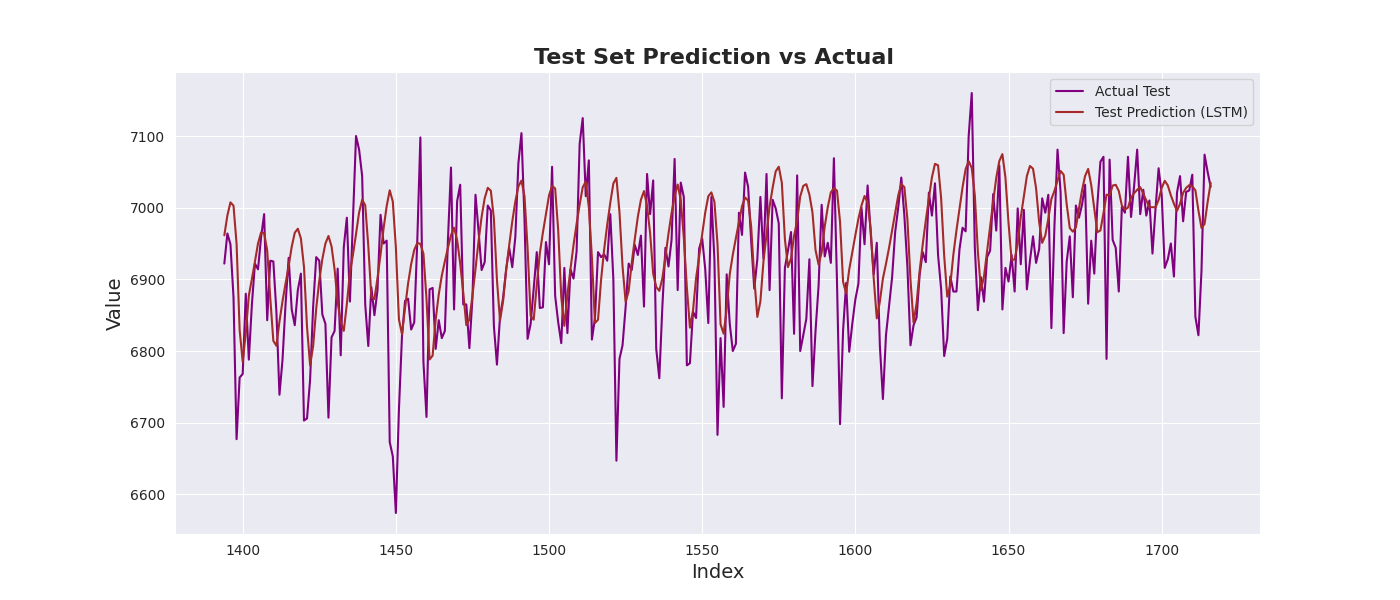 Test Set Prediction vs Actual
Actual Test
Test Prediction (LSTM)
Value
7100
7000
6900
6800
6700
6600
1400 1450 1500 1550 1600 1650 1700
Index